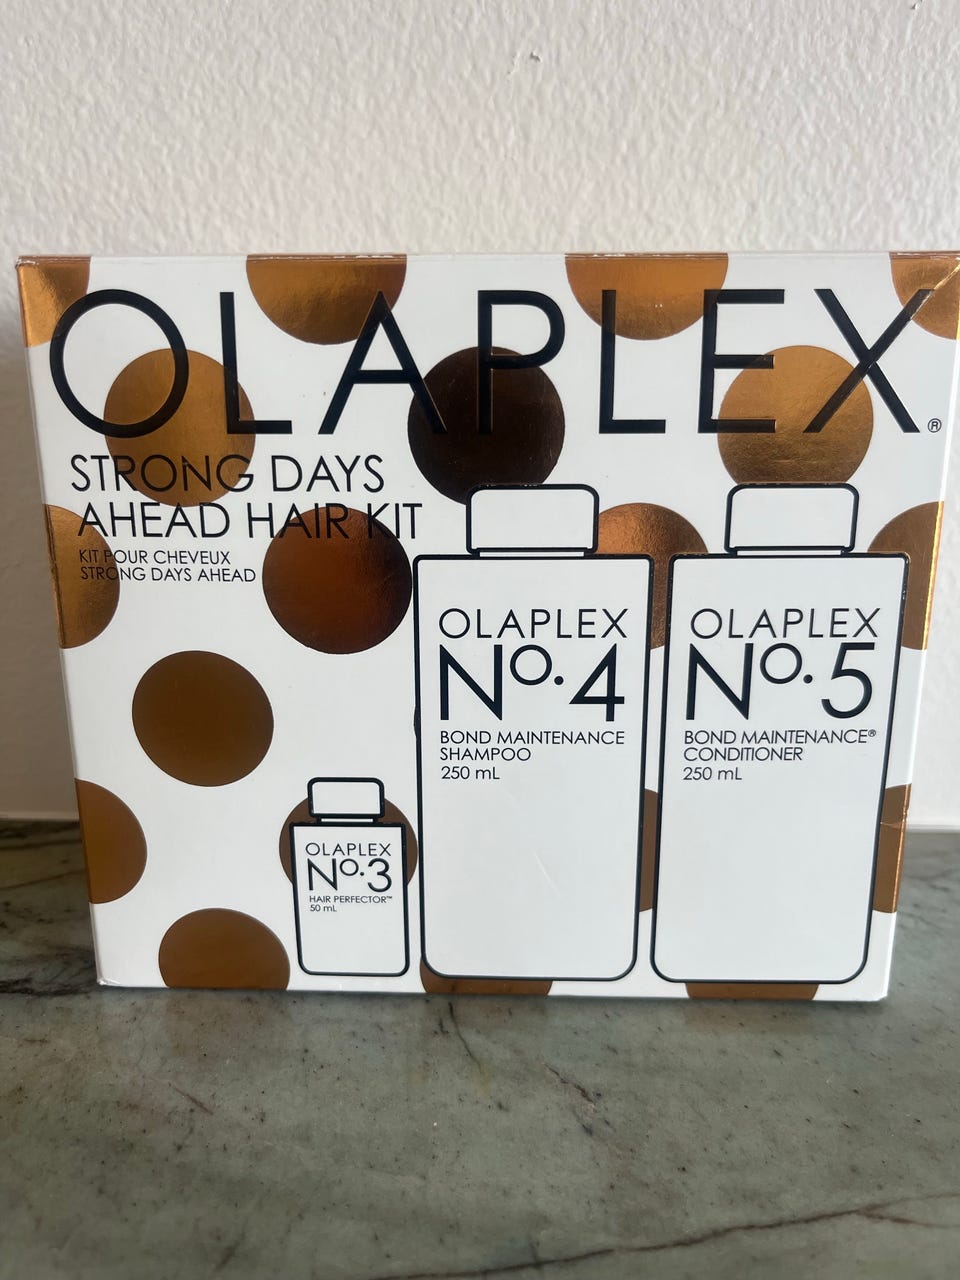 OLAPLEX®
STRONG DAYS
AHEAD HAIR KIT
KIT POUR CHEVEUX
STRONG DAYS AHEAD
OLAPLEX
Nº.3
HAIR PERFECTOR™
50 mL
OLAPLEX
Nº.4
BOND MAINTENANCE
SHAMPOO
250 mL
OLAPLEX
Nº.5
BOND MAINTENANCE®
CONDITIONER
250 mL